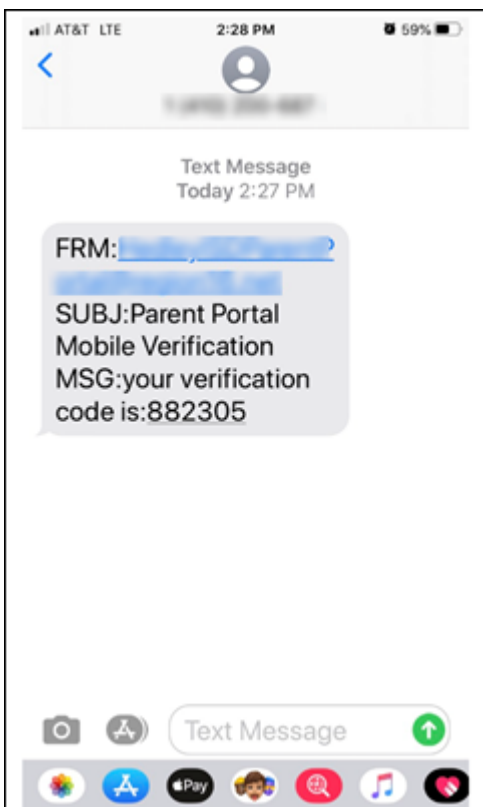 AT&T LTE 2:28 PM 59%
Text Message
Today 2:27 PM
FRM:
SUBJ:Parent Portal
Mobile Verification
MSG:your verification
code is:882305
Text Message
Pay